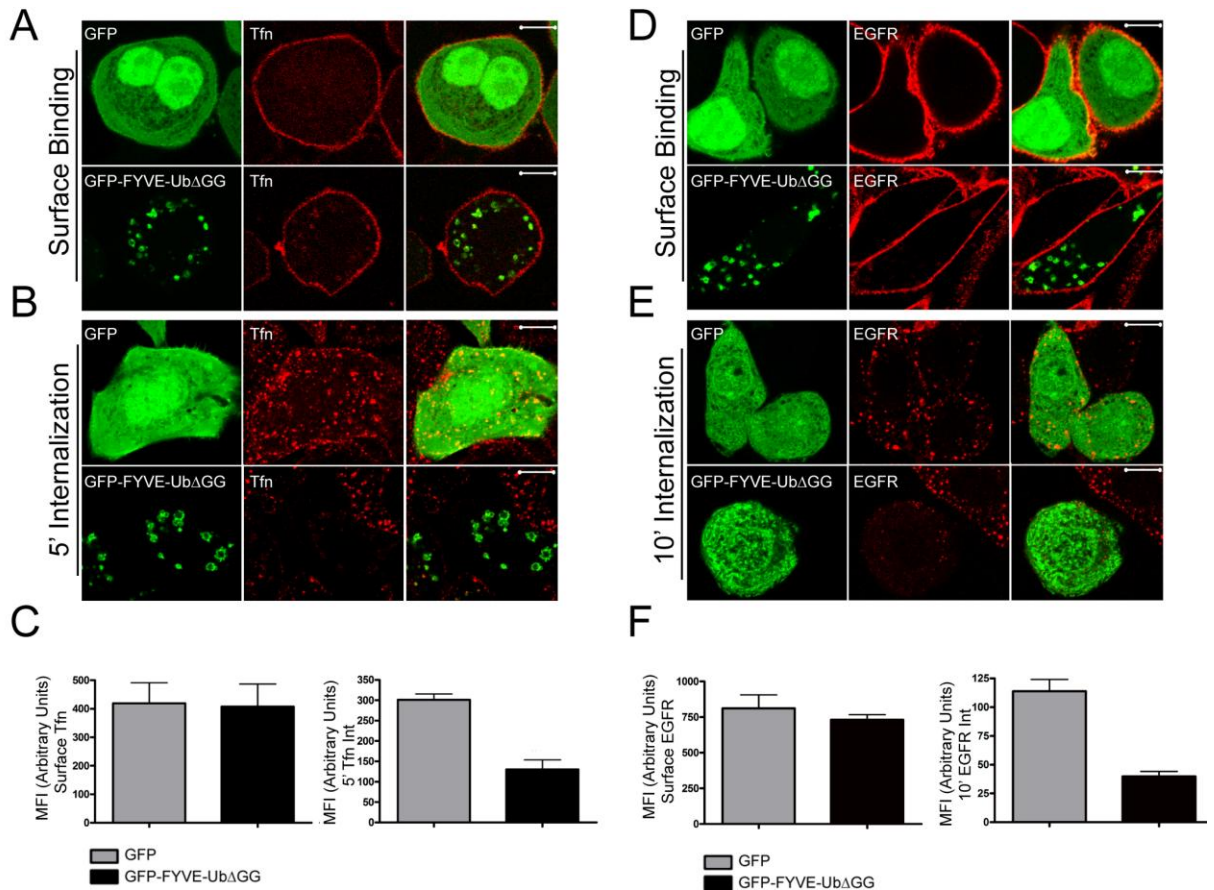 A
GFP
Tfn
Surface Binding
GFP-FYVE-UbΔGG
Tfn
B
GFP
Tfn
5' Internalization
GFP-FYVE-UbΔGG
Tfn
C
MFI (Arbitrary Units)
Surface Tfn
500
400
300
200
100
0
MFI (Arbitrary Units)
5' Tfn Int
350
300
250
200
150
100
50
0
GFP
GFP-FYVE-UbΔGG
D
GFP
EGFR
Surface Binding
GFP-FYVE-UbΔGG
EGFR
E
GFP
EGFR
10' Internalization
GFP-FYVE-UbΔGG
EGFR
F
MFI (Arbitrary Units)
Surface EGFR
1000
750
500
250
0
MFI (Arbitrary Units)
10' EGFR Int
125
100
75
50
25
0
GFP
GFP-FYVE-UbΔGG